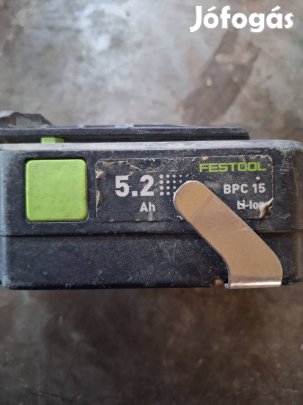 Jófogás
FESTOOL
5.2 BPC 15
Ah Li-Ion